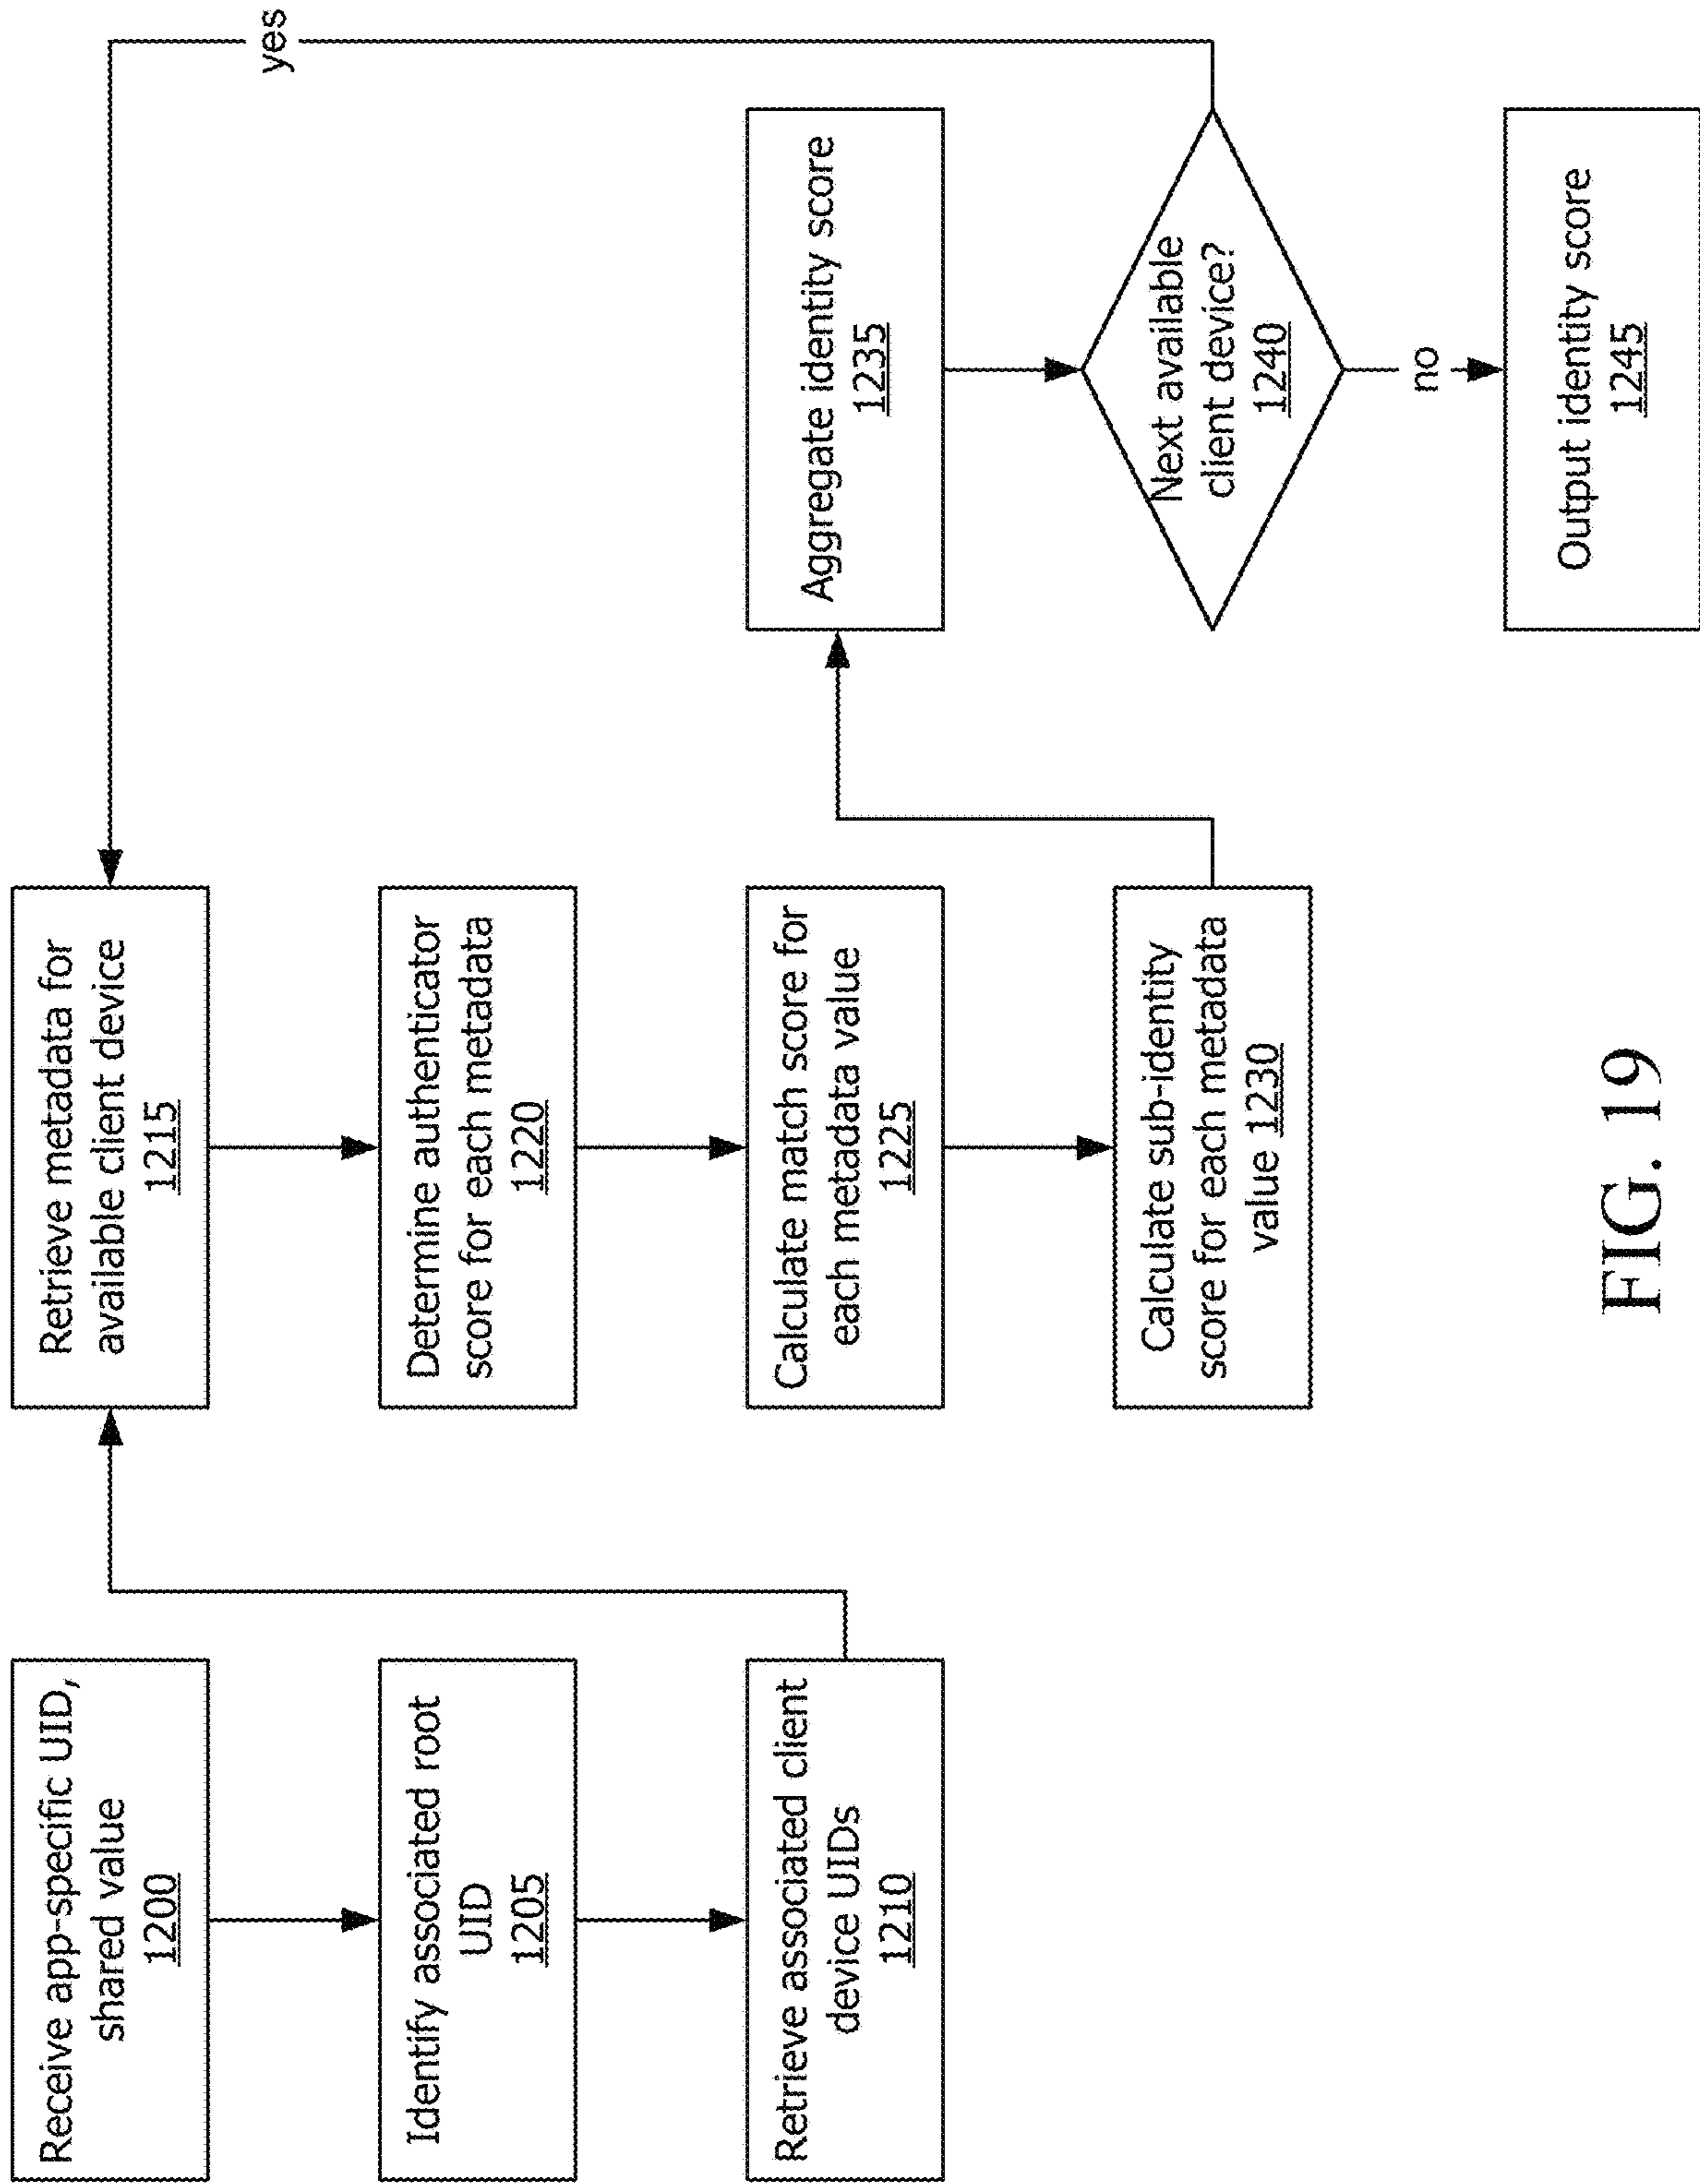 Receive app-specific UID,
shared value
1200
Identify associated root
UID
1205
Retrieve associated client
device UIDs
1210
Retrieve metadata for
available client device
1215
Determine authenticator
score for each metadata
1220
Calculate match score for
each metadata value
1225
Calculate sub-identity
score for each metadata
value 1230
Aggregate identity score
1235
Next available
client device?
1240
yes
no
Output identity score
1245
FIG. 19